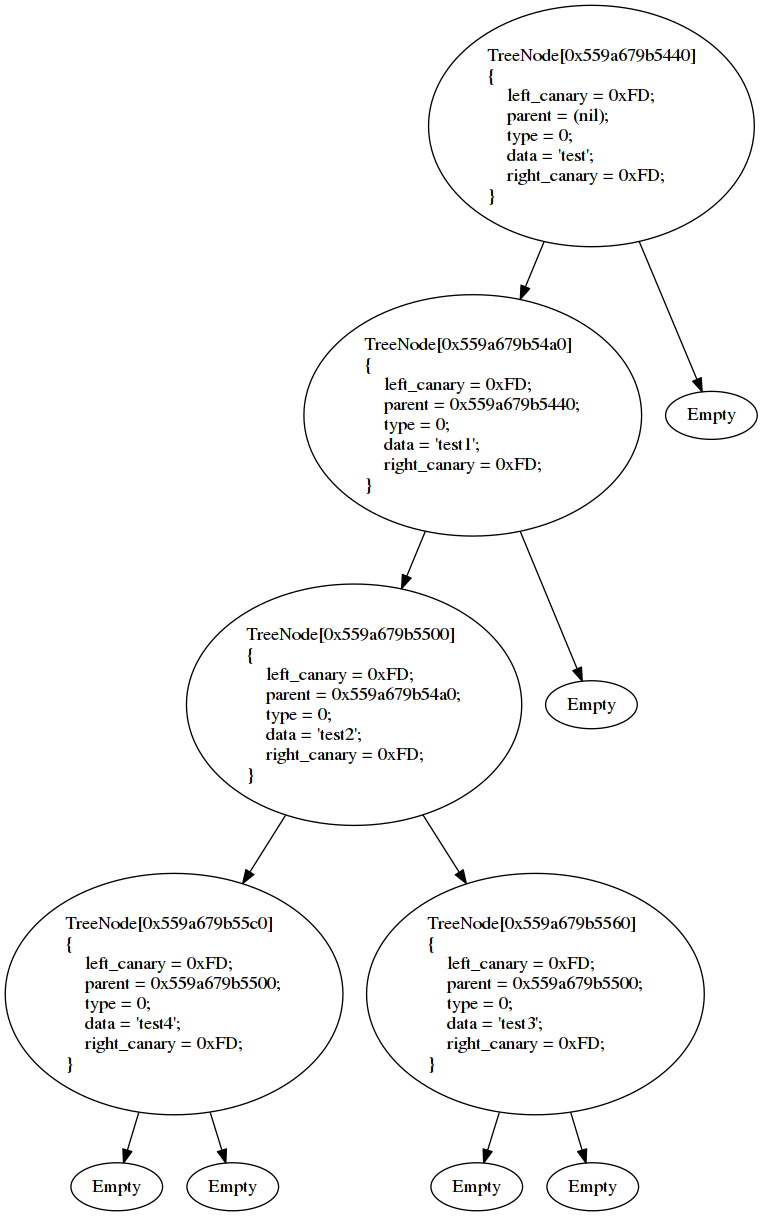 TreeNode[0x559a679b5440]
{
left_canary = 0xFD;
parent = (nil);
type = 0;
data = 'test';
right_canary = 0xFD;
}
TreeNode[0x559a679b54a0]
{
left_canary = 0xFD;
parent = 0x559a679b5440;
type = 0;
data = 'test1';
right_canary = 0xFD;
}
Empty
TreeNode[0x559a679b5500]
{
left_canary = 0xFD;
parent = 0x559a679b54a0;
type = 0;
data = 'test2';
right_canary = 0xFD;
}
Empty
TreeNode[0x559a679b55c0]
{
left_canary = 0xFD;
parent = 0x559a679b5500;
type = 0;
data = 'test4';
right_canary = 0xFD;
}
TreeNode[0x559a679b5560]
{
left_canary = 0xFD;
parent = 0x559a679b5500;
type = 0;
data = 'test3';
right_canary = 0xFD;
}
Empty
Empty
Empty
Empty